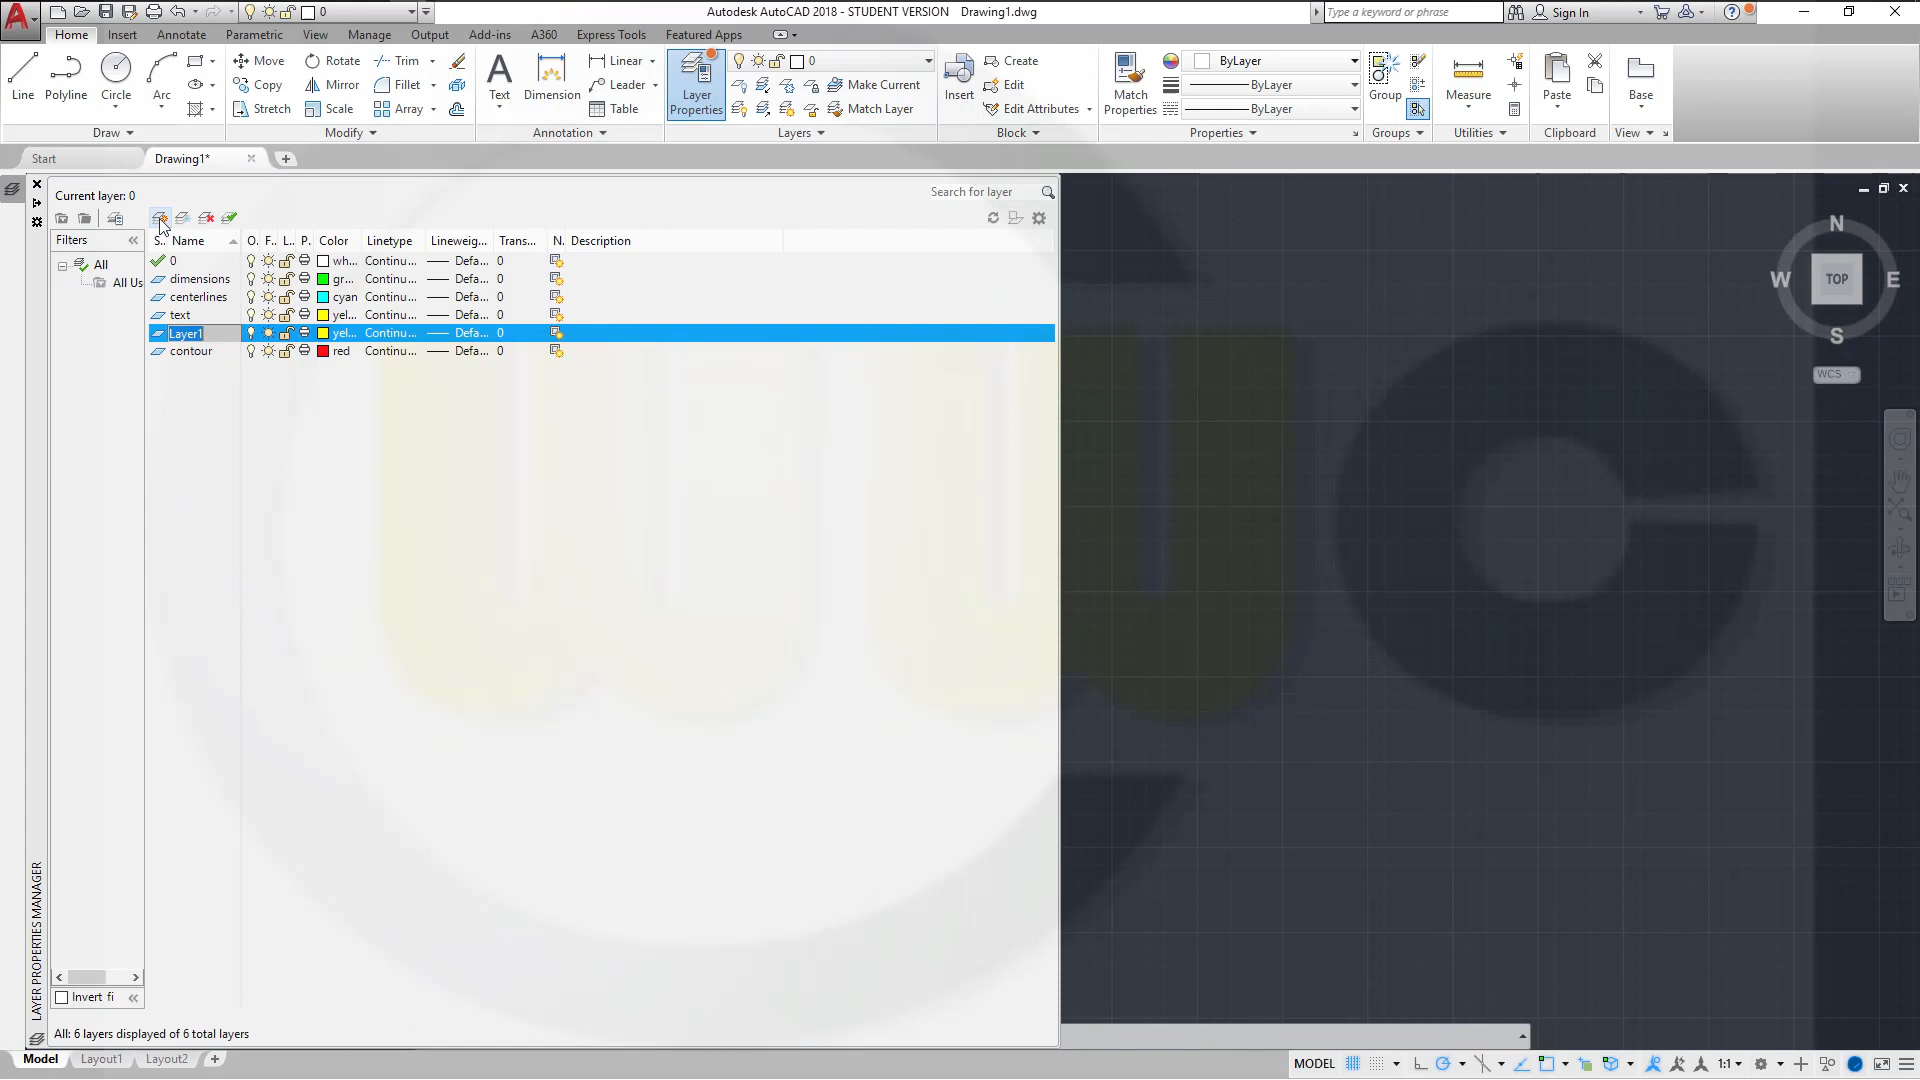 A 0 Autodesk AutoCAD 2018 - STUDENT VERSION Drawing1.dwg Type a keyword or phrase Sign In
Home Insert Annotate Parametric View Manage Output Add-ins A360 Express Tools Featured Apps
Line Polyline Circle Arc Move Rotate Trim Text Dimension Linear Layer Properties 0 Insert Create Match Properties ByLayer Group Measure Paste Base
Copy Mirror Fillet Leader Make Current Edit ByLayer
Stretch Scale Array Table Match Layer Edit Attributes ByLayer
Draw Modify Annotation Layers Block Properties Groups Utilities Clipboard View
Start Drawing1*
Current layer: 0 Search for layer
Filters S.. Name O. F.. L.. P. Color Linetype Lineweig... Trans... N. Description
All
All Us
0 wh... Continu... Defa... 0
dimensions gr... Continu... Defa... 0
centerlines cyan Continu... Defa... 0
text yel... Continu... Defa... 0
Layer1 yel... Continu... Defa... 0
contour red Continu... Defa... 0
N
W TOP E
S
WCS
LAYER PROPERTIES MANAGER
Invert fi
All: 6 layers displayed of 6 total layers
Model Layout1 Layout2 + MODEL 1:1